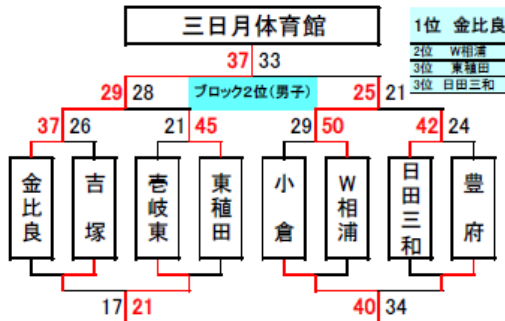 三日月体育館
1位 金比良
2位 W相浦
3位 東稙田
3位 日田三和
37 33
29 28
ブロック2位(男子)
25 21
37 26
21 45
29 50
42 24
金比良
吉塚
壱岐東
東稙田
小倉
W相浦
日田三和
豊府
17 21
40 34